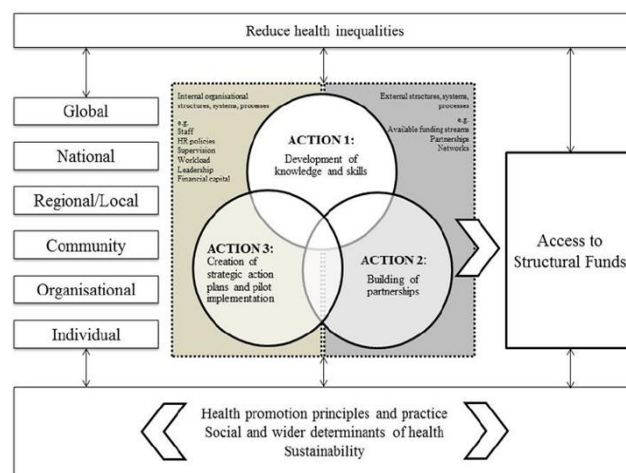 Reduce health inequalities
Global
National
Regional/Local
Community
Organisational
Individual
Internal organisational
structures, systems, processes
e.g.
Staff
HR policies
Supervision
Workload
Leadership
Financial capital
External structures, systems,
processes
e.g.
Available funding streams
Partnerships
Networks
ACTION 1:
Development of
knowledge and skills
ACTION 3:
Creation of
strategic action
plans and pilot
implementation
ACTION 2:
Building of
partnerships
Access to
Structural Funds
Health promotion principles and practice
Social and wider determinants of health
Sustainability